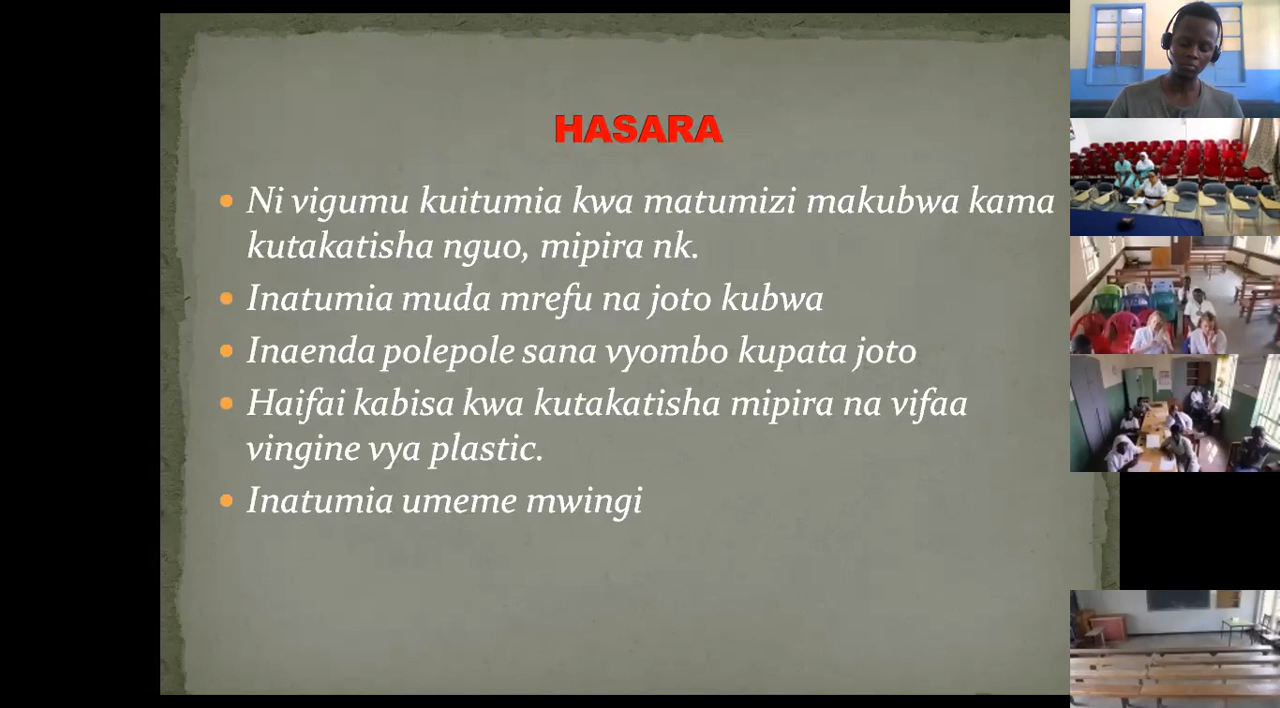 HASARA
Ni vigumu kuitumia kwa matumizi makubwa kama
kutakatisha nguo, mipira nk.
Inatumia muda mrefu na joto kubwa
Inaenda polepole sana vyombo kupata joto
Haifai kabisa kwa kutakatisha mipira na vifaa
vingine vya plastic.
Inatumia umeme mwingi